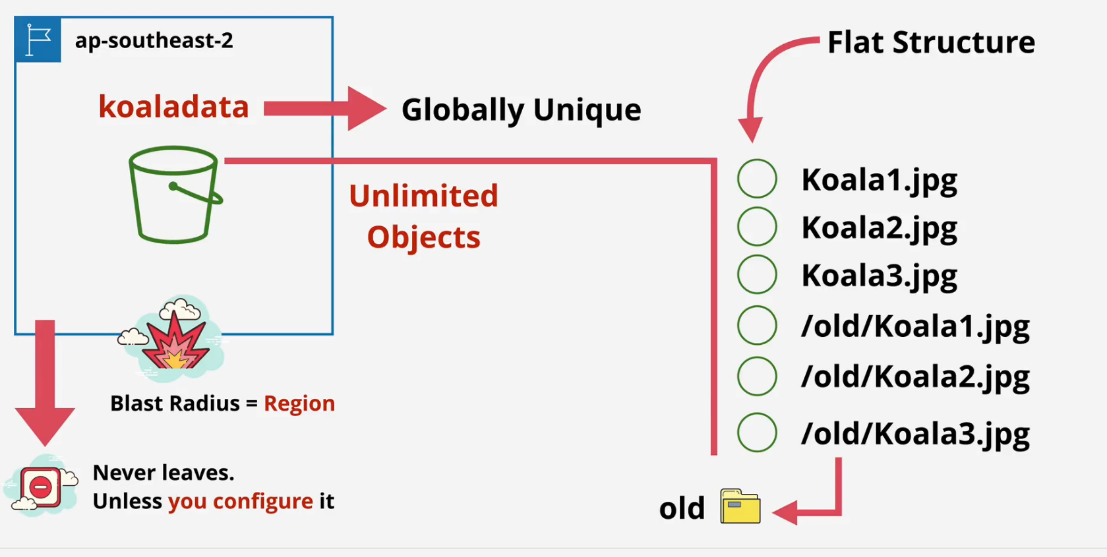 ap-southeast-2
koaladata
Globally Unique
Unlimited
Objects
Blast Radius = Region
Never leaves.
Unless you configure it
Flat Structure
Koala1.jpg
Koala2.jpg
Koala3.jpg
/old/Koala1.jpg
/old/Koala2.jpg
/old/Koala3.jpg
old